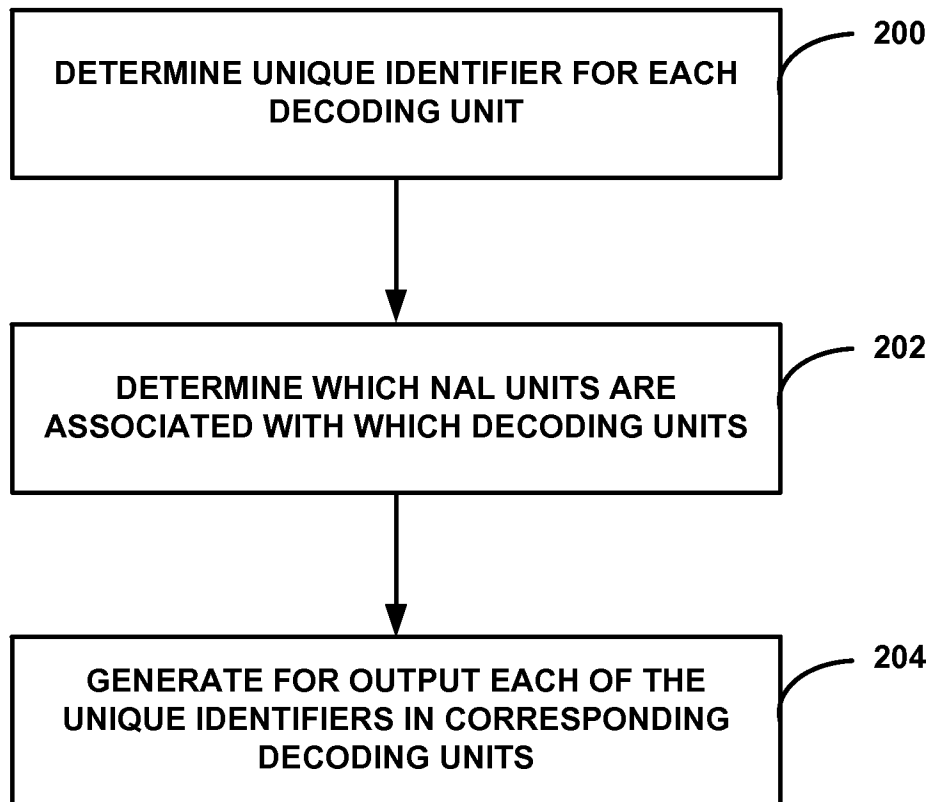 DETERMINE UNIQUE IDENTIFIER FOR EACH
DECODING UNIT
200
DETERMINE WHICH NAL UNITS ARE
ASSOCIATED WITH WHICH DECODING UNITS
202
GENERATE FOR OUTPUT EACH OF THE
UNIQUE IDENTIFIERS IN CORRESPONDING
DECODING UNITS
204